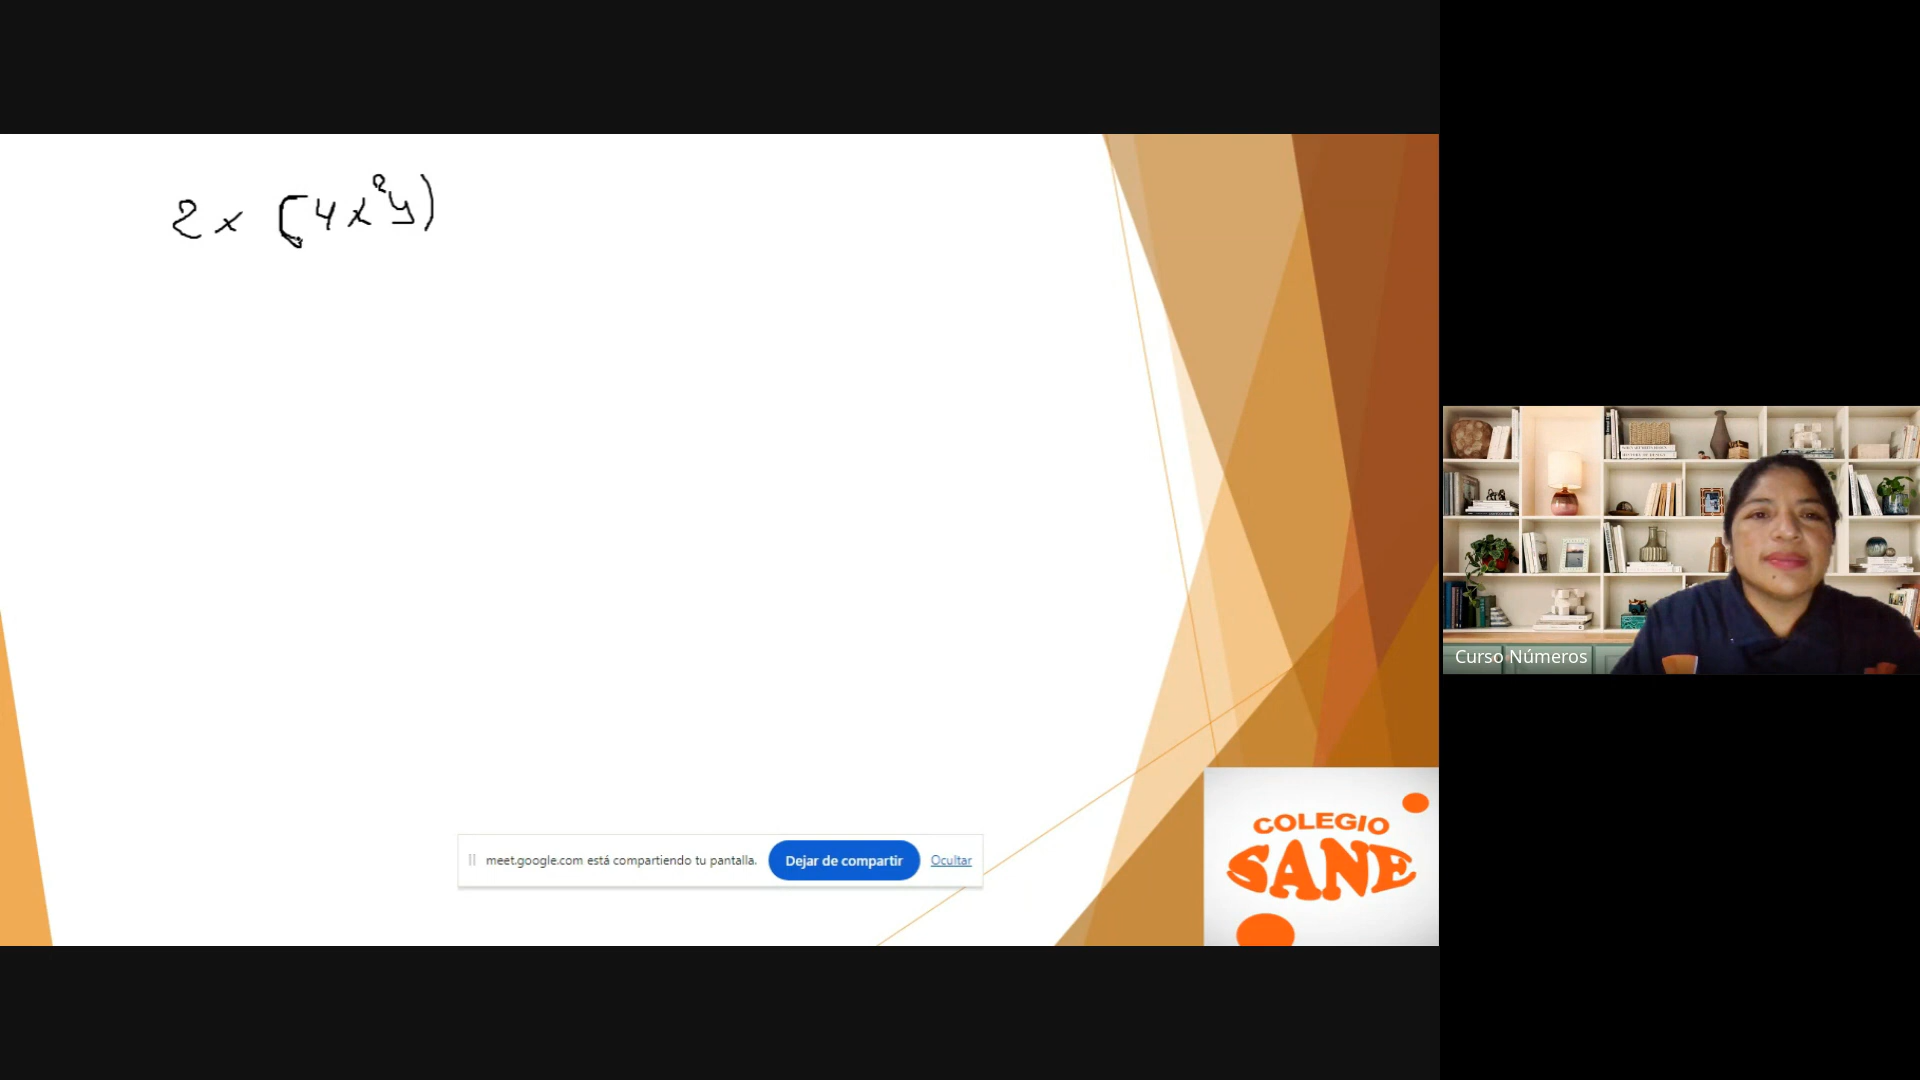 2x (4x²y)
meet.google.com está compartiendo tu pantalla. Dejar de compartir Ocultar
COLEGIO
SANE
Curso Números